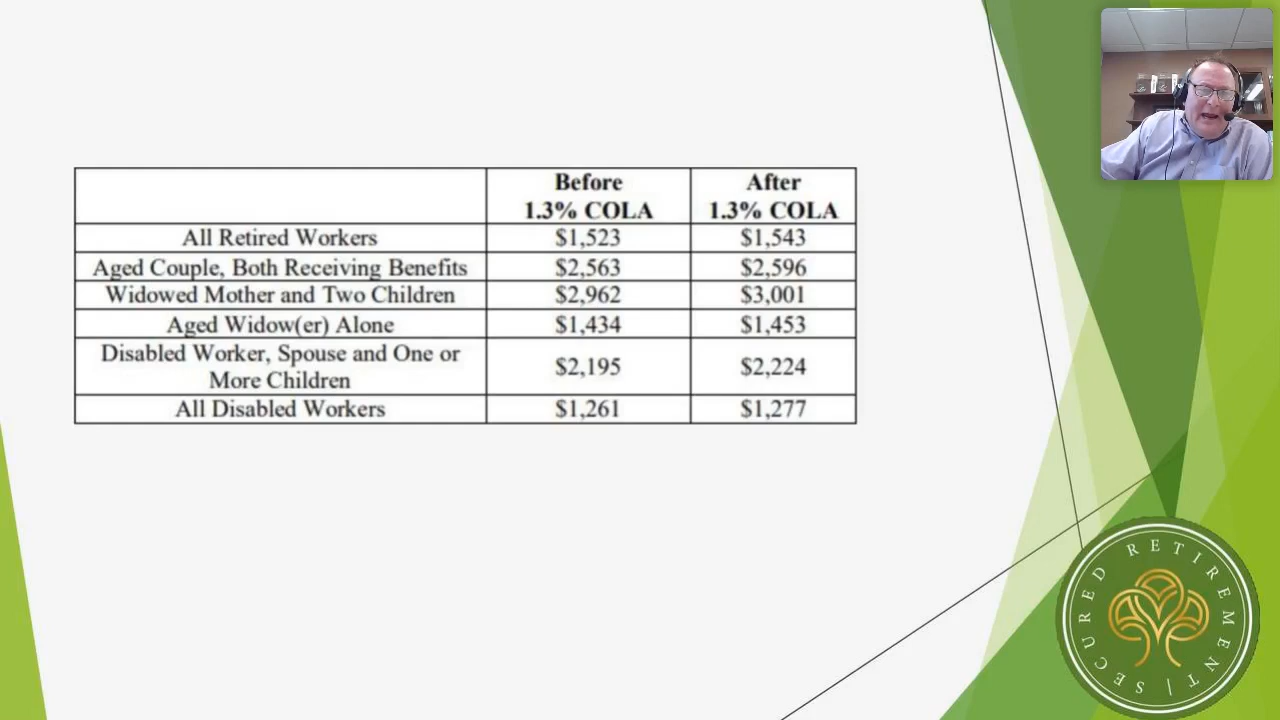 Before After
1.3% COLA 1.3% COLA
All Retired Workers $1,523 $1,543
Aged Couple, Both Receiving Benefits $2,563 $2,596
Widowed Mother and Two Children $2,962 $3,001
Aged Widow(er) Alone $1,434 $1,453
Disabled Worker, Spouse and One or
More Children $2,195 $2,224
All Disabled Workers $1,261 $1,277
SECURED RETIREMENT |